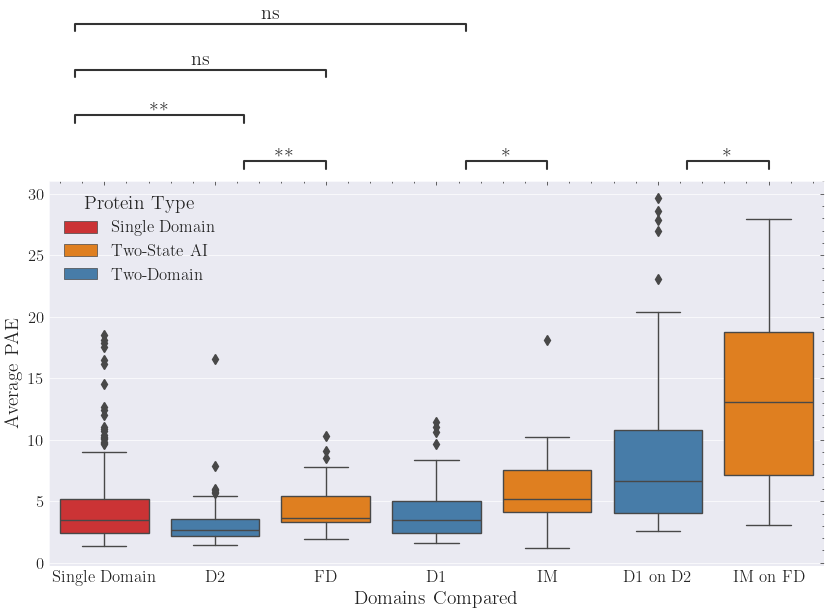 ns
ns
**
** * *
30
25
20
15
10
5
0
Average PAE
Protein Type
Single Domain
Two-State AI
Two-Domain
Single Domain D2 FD D1 IM D1 on D2 IM on FD
Domains Compared